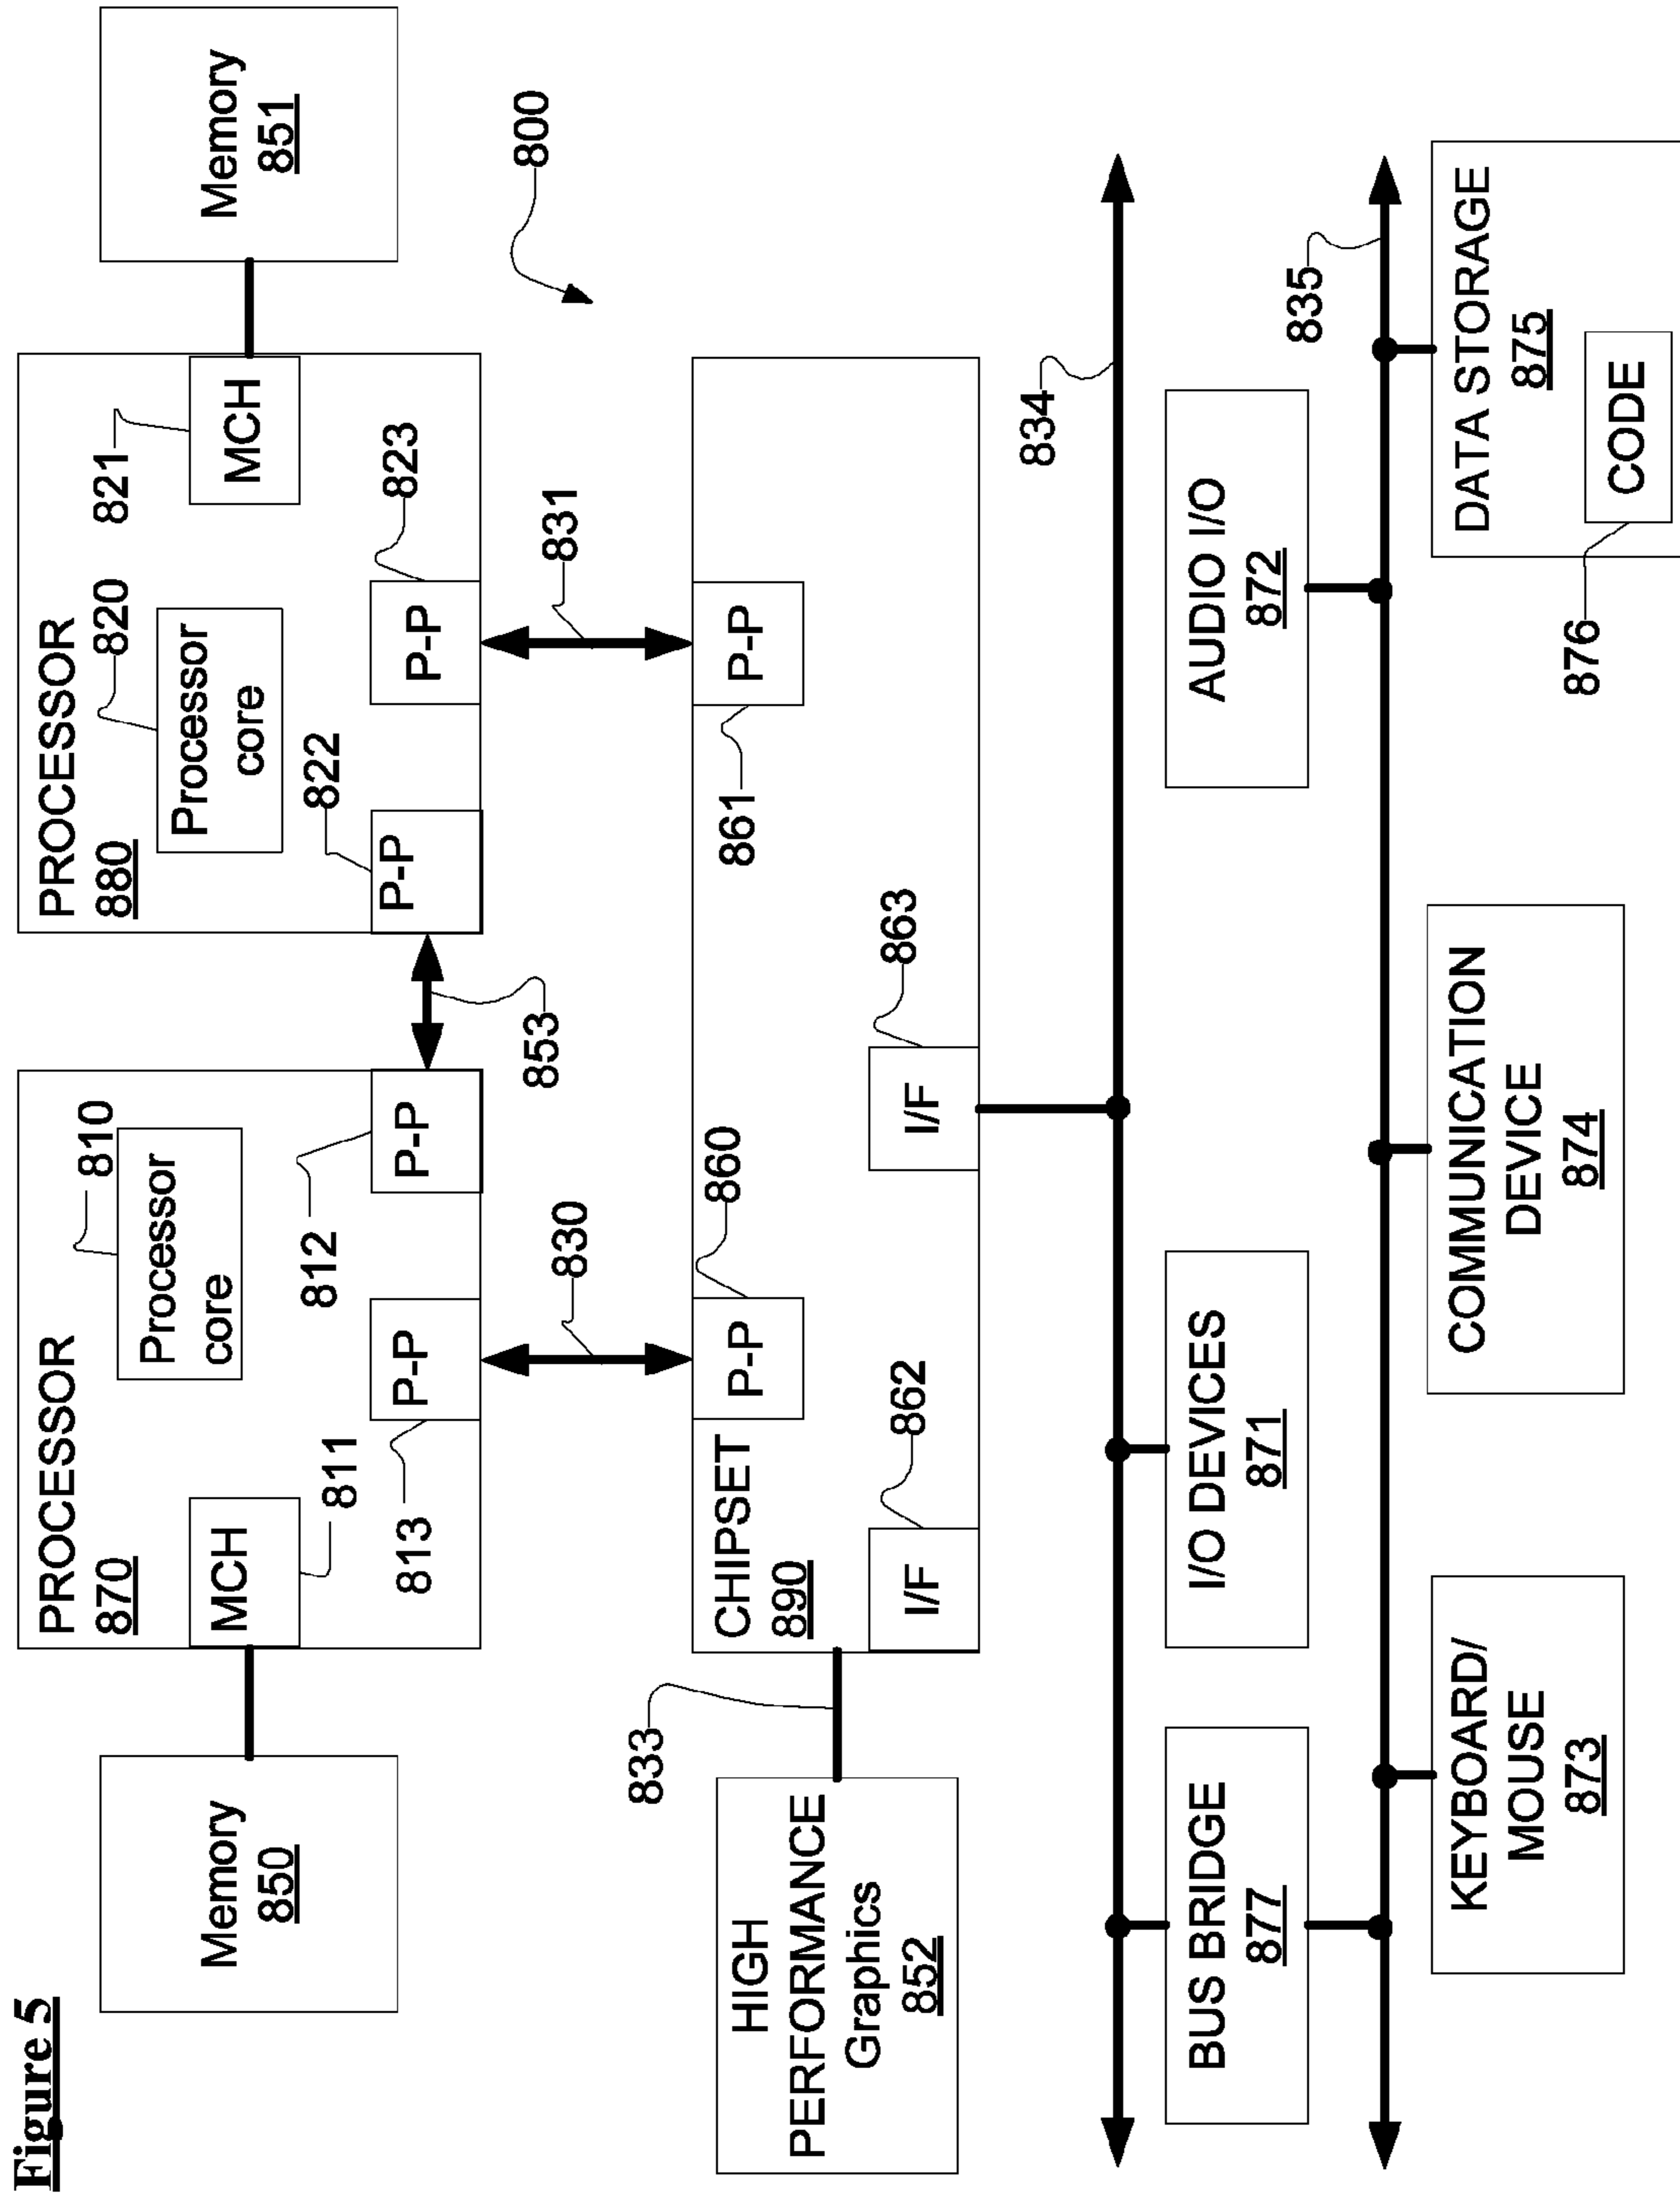 Figure 5
Memory
850
PROCESSOR
870
Processor
core
810
MCH
811
P-P
813
P-P
812
853
PROCESSOR
880
Processor
core
820
MCH
821
P-P
822
P-P
823
Memory
851
800
830
831
HIGH
PERFORMANCE
Graphics
852
833
CHIPSET
890
P-P
860
P-P
861
I/F
862
I/F
863
834
BUS BRIDGE
877
I/O DEVICES
871
AUDIO I/O
872
835
KEYBOARD/
MOUSE
873
COMMUNICATION
DEVICE
874
DATA STORAGE
875
CODE
876